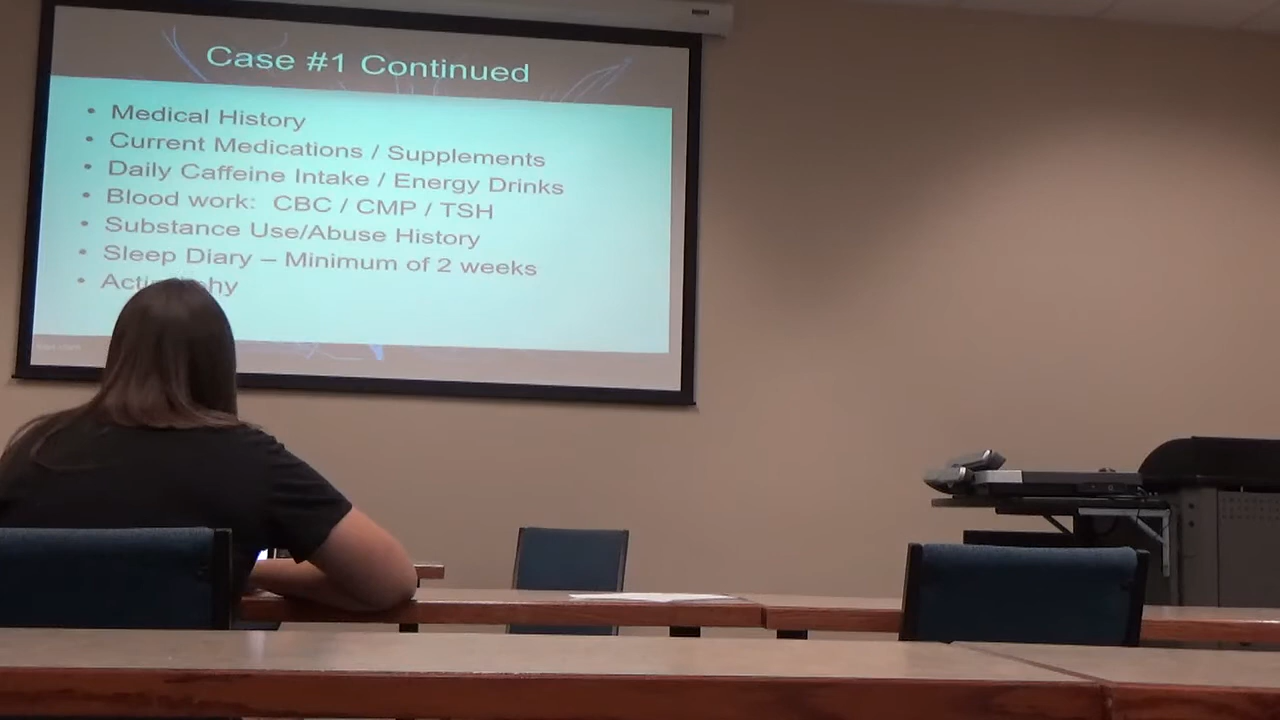 Case #1 Continued
• Medical History
• Current Medications / Supplements
• Daily Caffeine Intake / Energy Drinks
• Blood work:  CBC / CMP / TSH
• Substance Use/Abuse History
• Sleep Diary – Minimum of 2 weeks